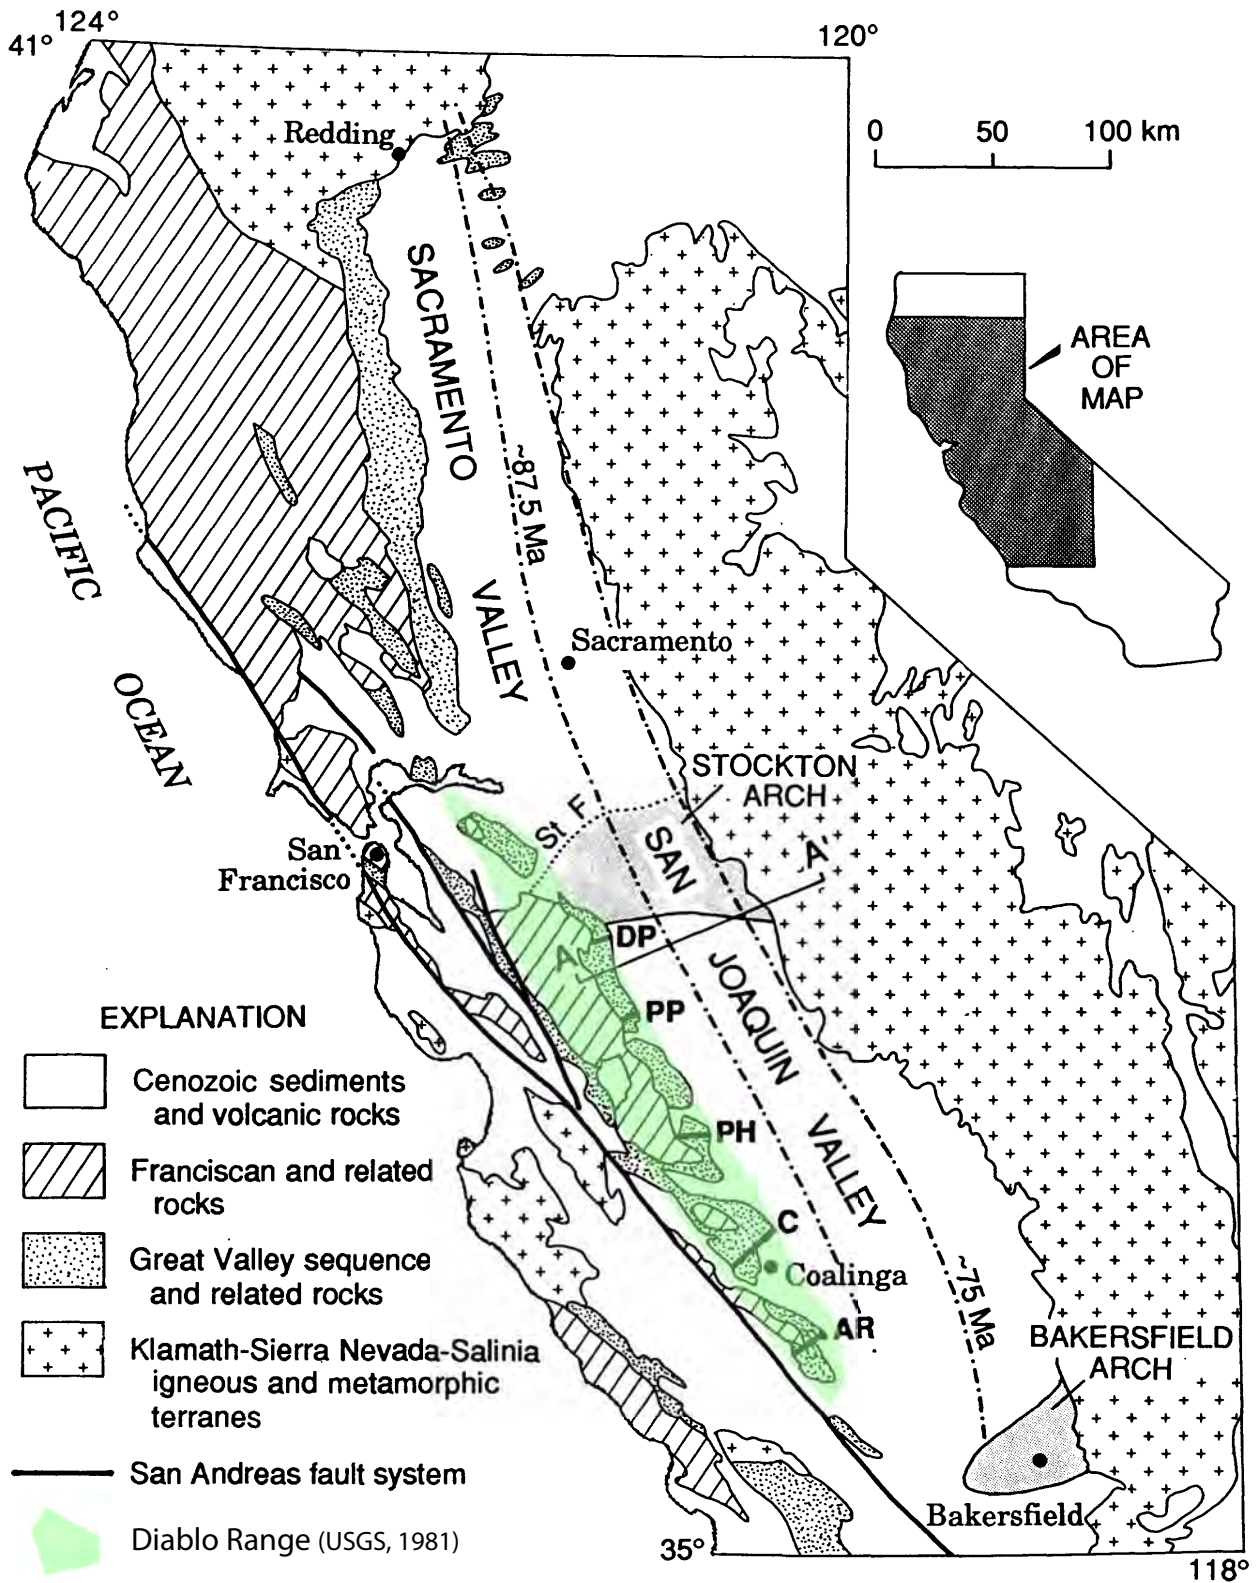 124°
41°
120°
0 50 100 km
Redding
SACRAMENTO
VALLEY
~87.5 Ma
AREA
OF
MAP
PACIFIC
OCEAN
Sacramento
STOCKTON
ARCH
St F
SAN
JOAQUIN
VALLEY
A'
San
Francisco
DP
A
PP
PH
C
Coalinga
AR
~75 Ma
BAKERSFIELD
ARCH
Bakersfield
35°
118°
EXPLANATION
Cenozoic sediments
and volcanic rocks
Franciscan and related
rocks
Great Valley sequence
and related rocks
Klamath-Sierra Nevada-Salinia
igneous and metamorphic
terranes
San Andreas fault system
Diablo Range (USGS, 1981)